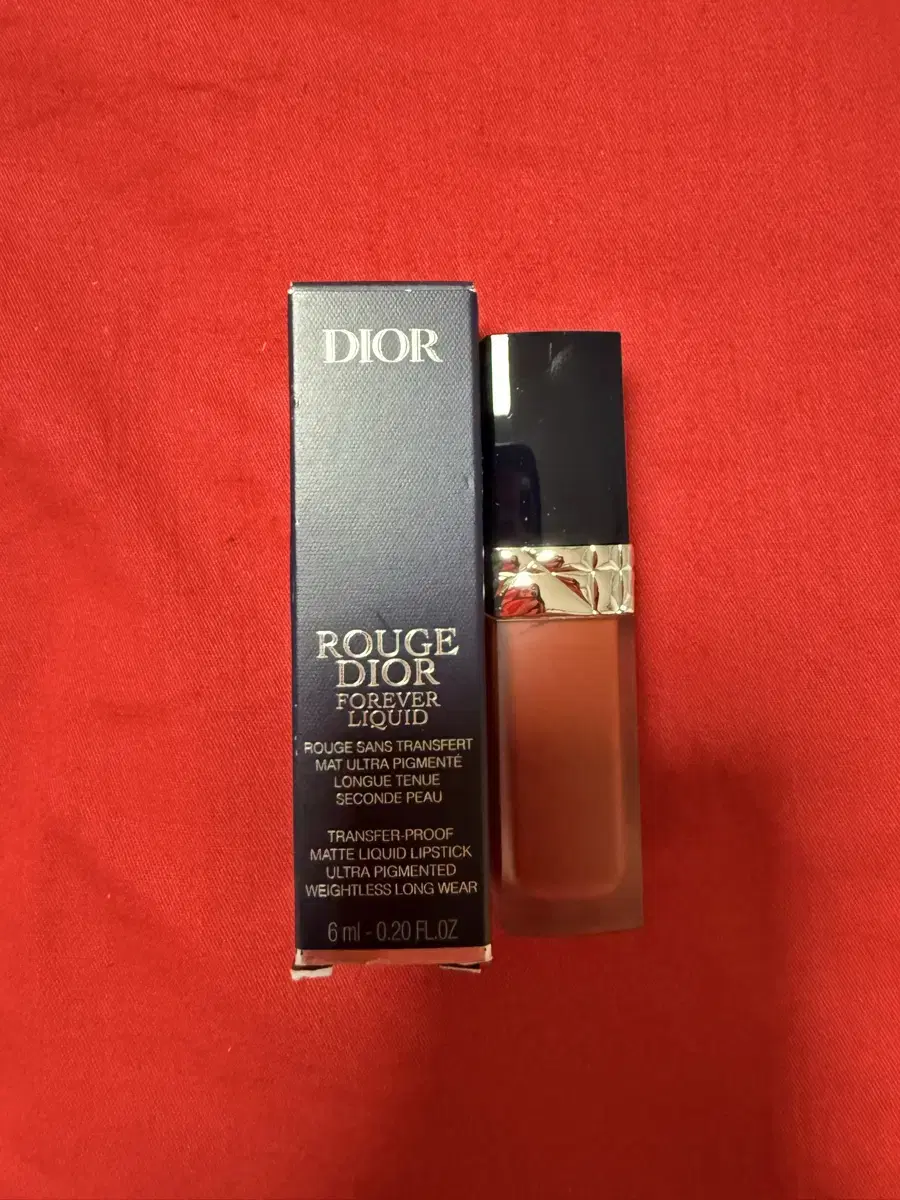 DIOR
ROUGE
DIOR
FOREVER
LIQUID
ROUGE SANS TRANSFERT
MAT ULTRA PIGMENTÉ
LONGUE TENUE
SECONDE PEAU
TRANSFER-PROOF
MATTE LIQUID LIPSTICK
ULTRA PIGMENTED
WEIGHTLESS LONG WEAR
6 ml - 0.20 FL.OZ